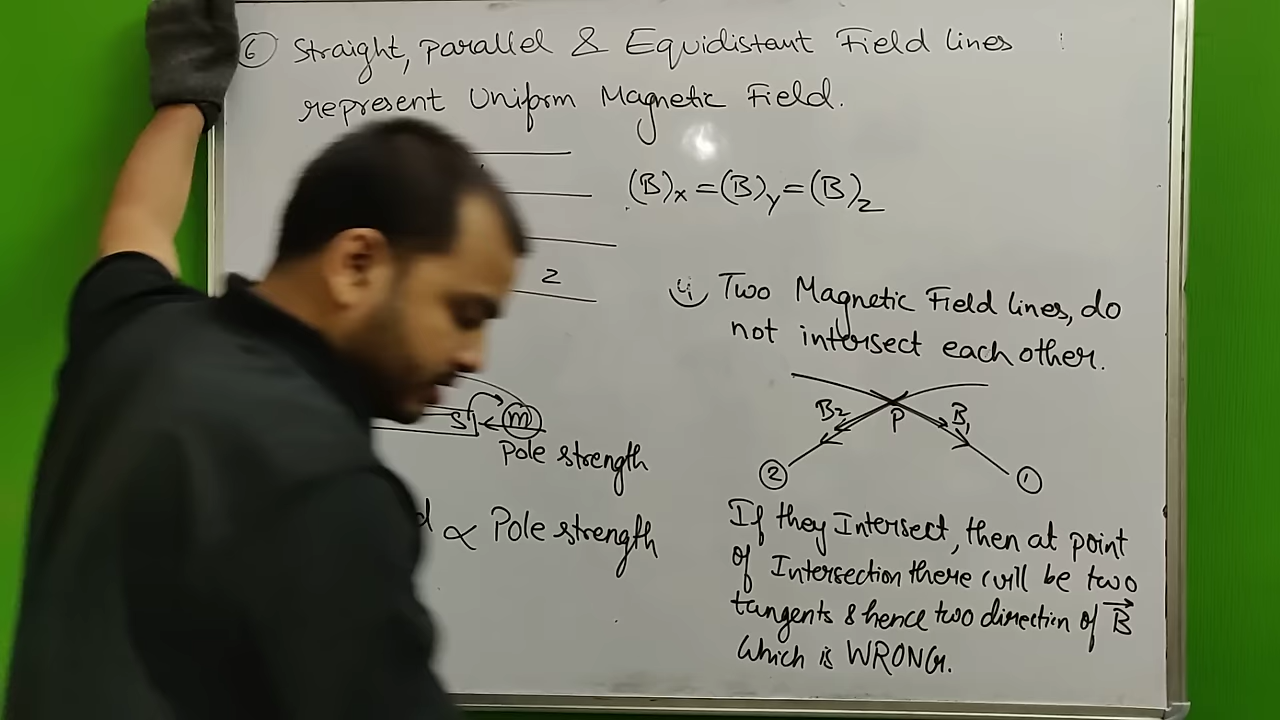 ⑥ Straight, parallel & Equidistant Field lines
represent Uniform Magnetic Field.
(B)x = (B)y = (B)z
z
S
m
Pole strength
∝ Pole strength
Two Magnetic Field lines, do
not intersect each other.
B2 P B1
② ①
If they Intersect, then at point
of Intersection there will be two
tangents & hence two direction of B⃗
which is WRONG.